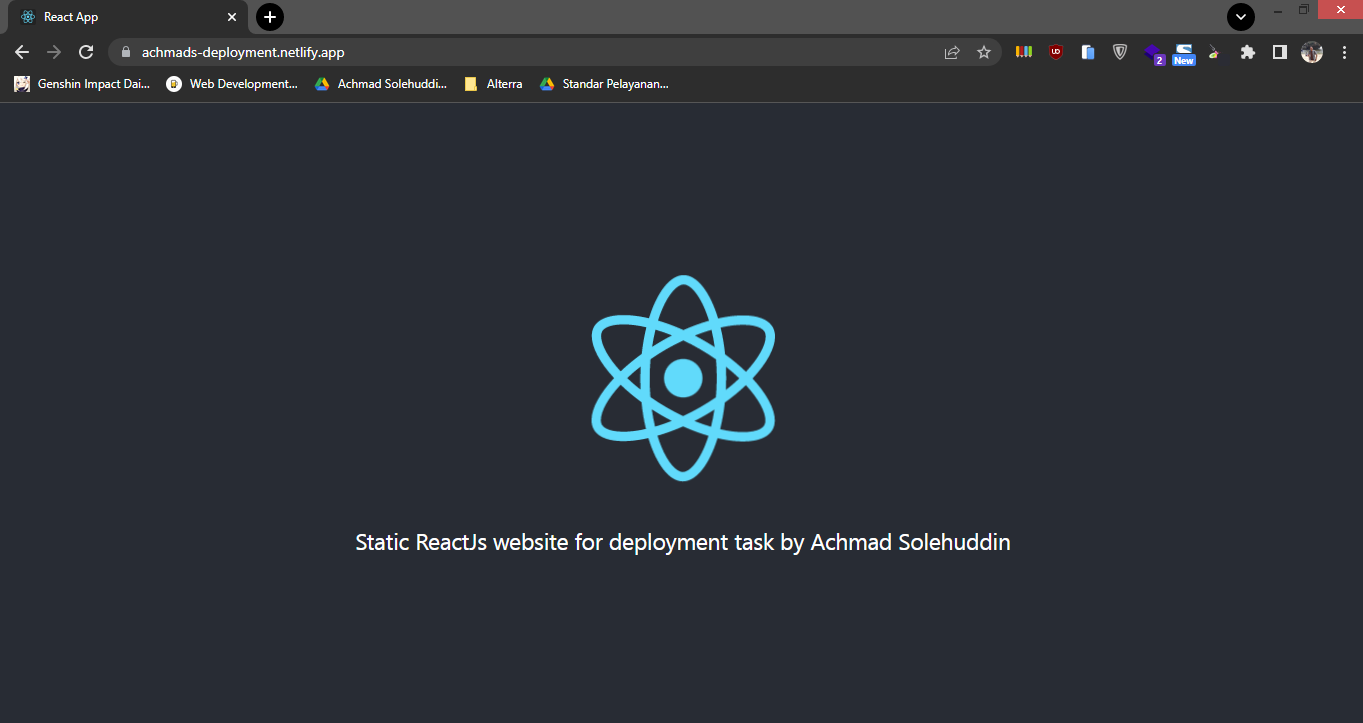 React App
achmads-deployment.netlify.app
UD
2
New
Genshin Impact Dai... Web Development... Achmad Solehuddi... Alterra Standar Pelayanan...
Static ReactJs website for deployment task by Achmad Solehuddin